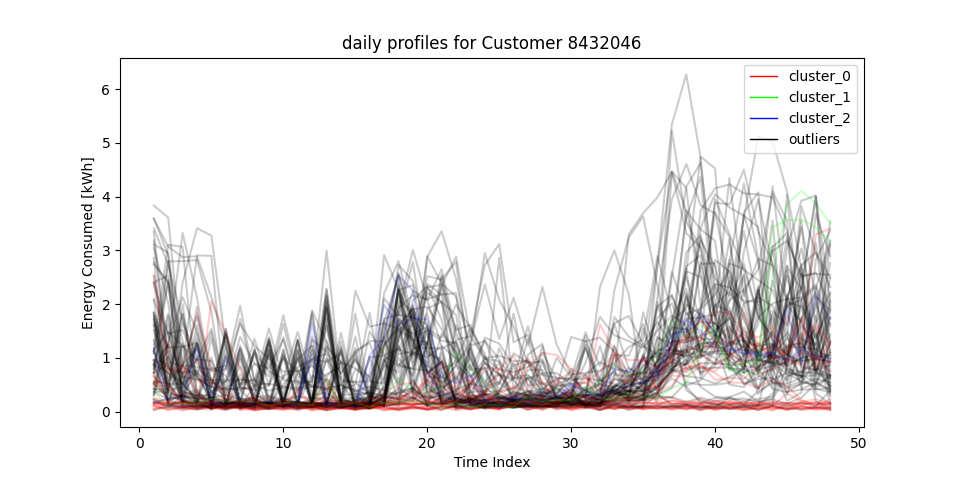 daily profiles for Customer 8432046
cluster_0
cluster_1
cluster_2
outliers
Energy Consumed [kWh]
6
5
4
3
2
1
0
0 10 20 30 40 50
Time Index